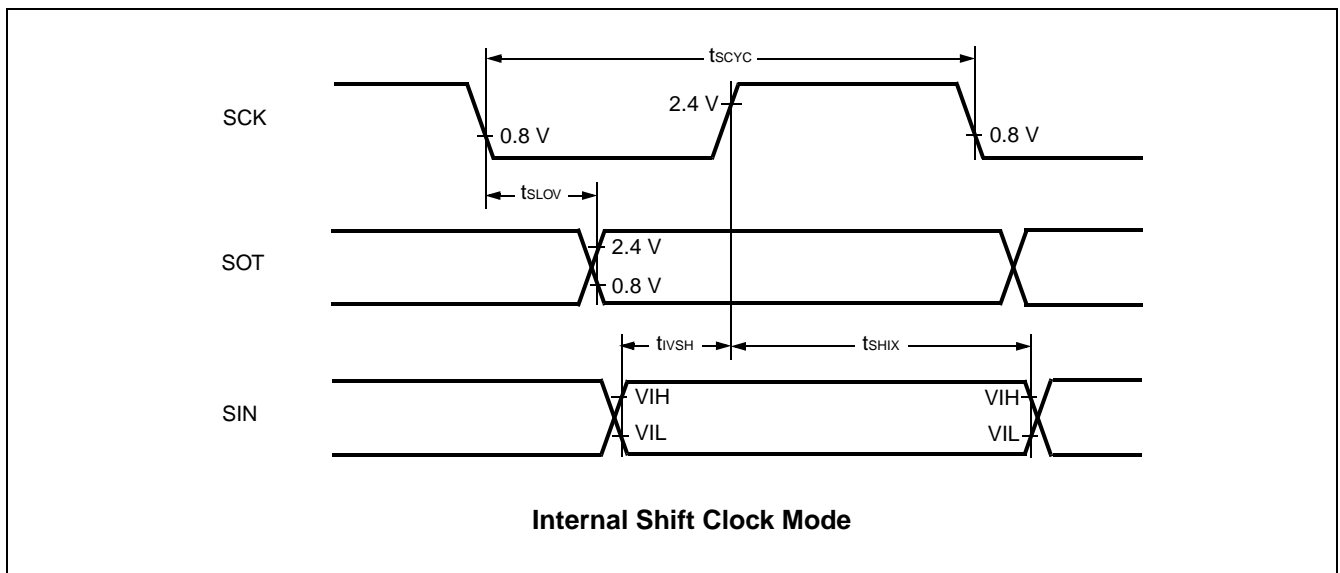 tSCYC
SCK
2.4 V
0.8 V
0.8 V
tSLOV
SOT
2.4 V
0.8 V
tIVSH
tSHIX
SIN
VIH
VIH
VIL
VIL
Internal Shift Clock Mode